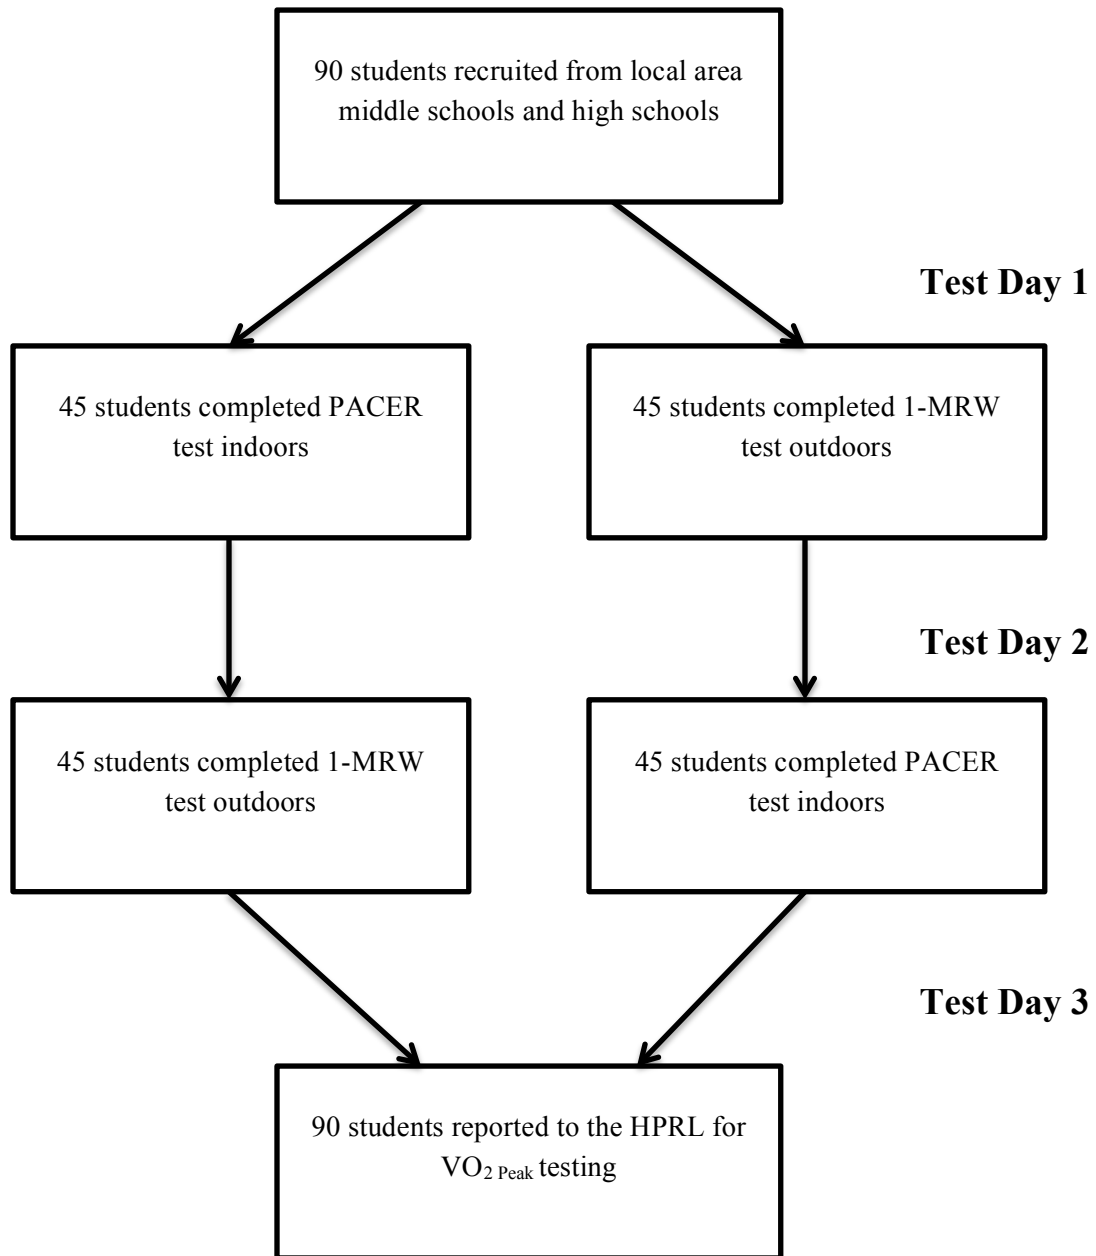 90 students recruited from local area
middle schools and high schools
Test Day 1
45 students completed PACER
test indoors
45 students completed 1-MRW
test outdoors
Test Day 2
45 students completed 1-MRW
test outdoors
45 students completed PACER
test indoors
Test Day 3
90 students reported to the HPRL for
VO2 Peak testing